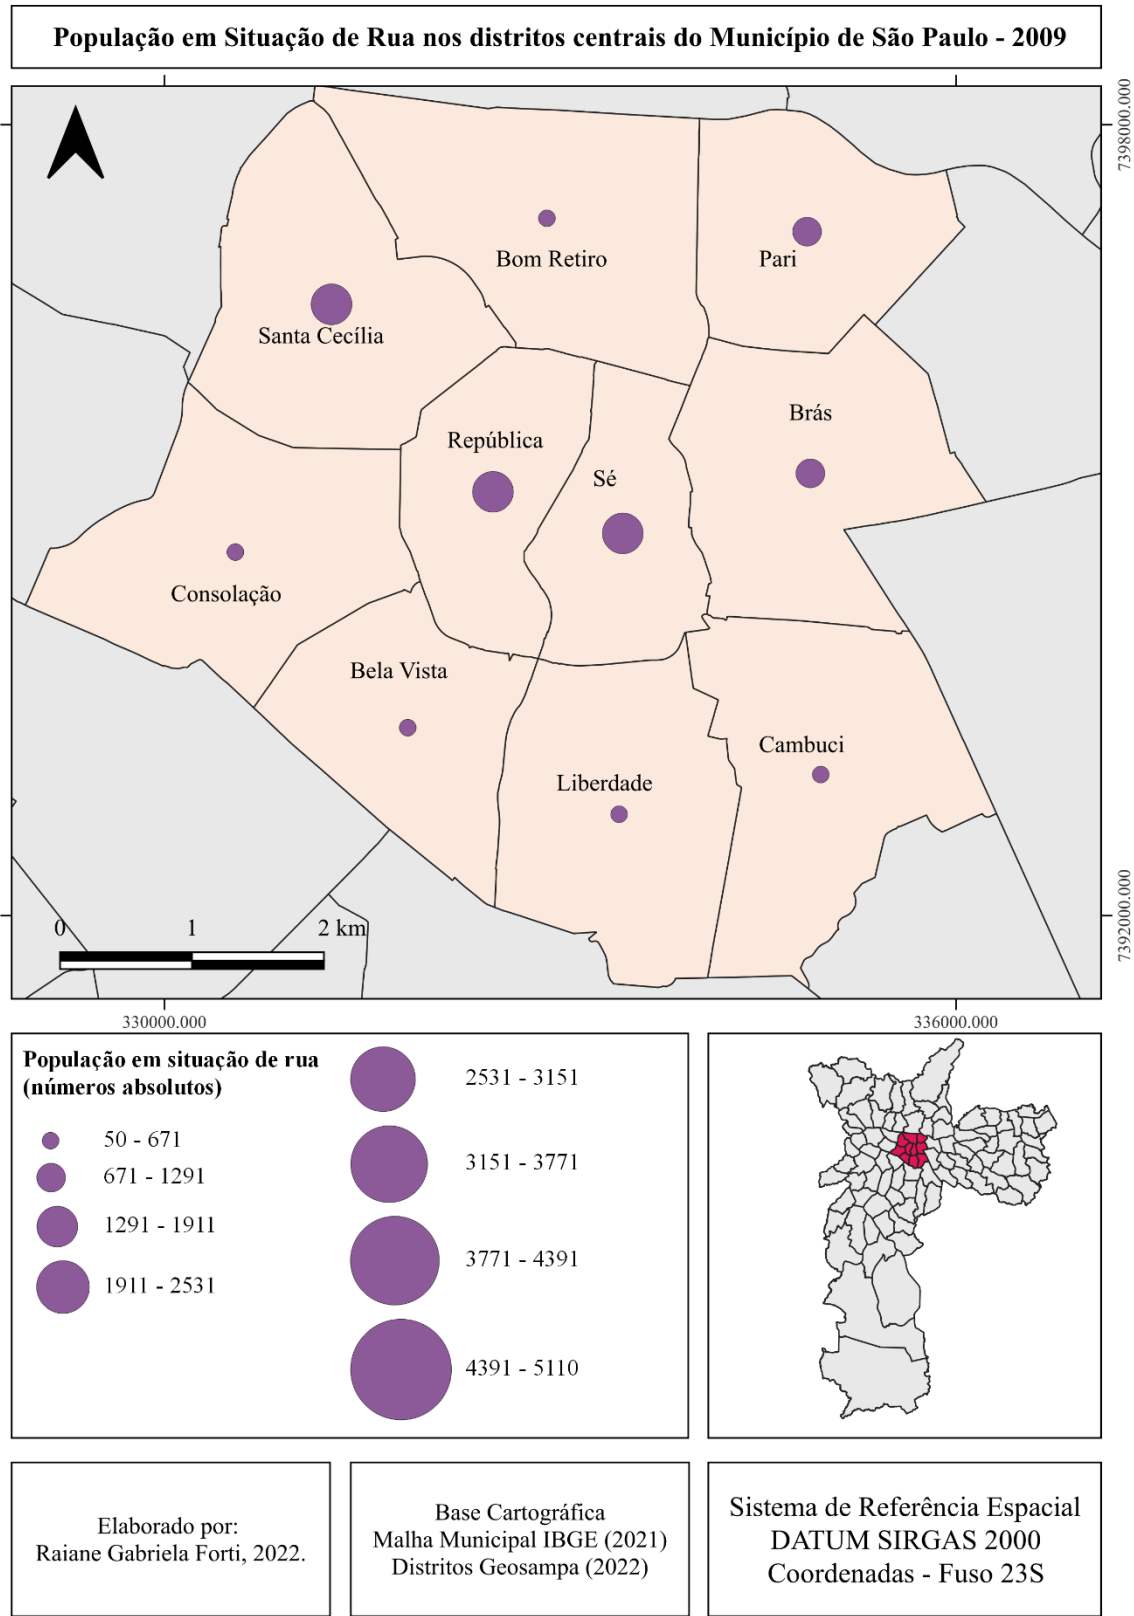 População em Situação de Rua nos distritos centrais do Município de São Paulo - 2009
7398000.000
Bom Retiro
Pari
Santa Cecília
Brás
República
Sé
Consolação
Bela Vista
Cambuci
Liberdade
7392000.000
0 1 2 km
330000.000
336000.000
População em situação de rua
(números absolutos)
50 - 671
671 - 1291
1291 - 1911
1911 - 2531
2531 - 3151
3151 - 3771
3771 - 4391
4391 - 5110
Elaborado por:
Raiane Gabriela Forti, 2022.
Base Cartográfica
Malha Municipal IBGE (2021)
Distritos Geosampa (2022)
Sistema de Referência Espacial
DATUM SIRGAS 2000
Coordenadas - Fuso 23S